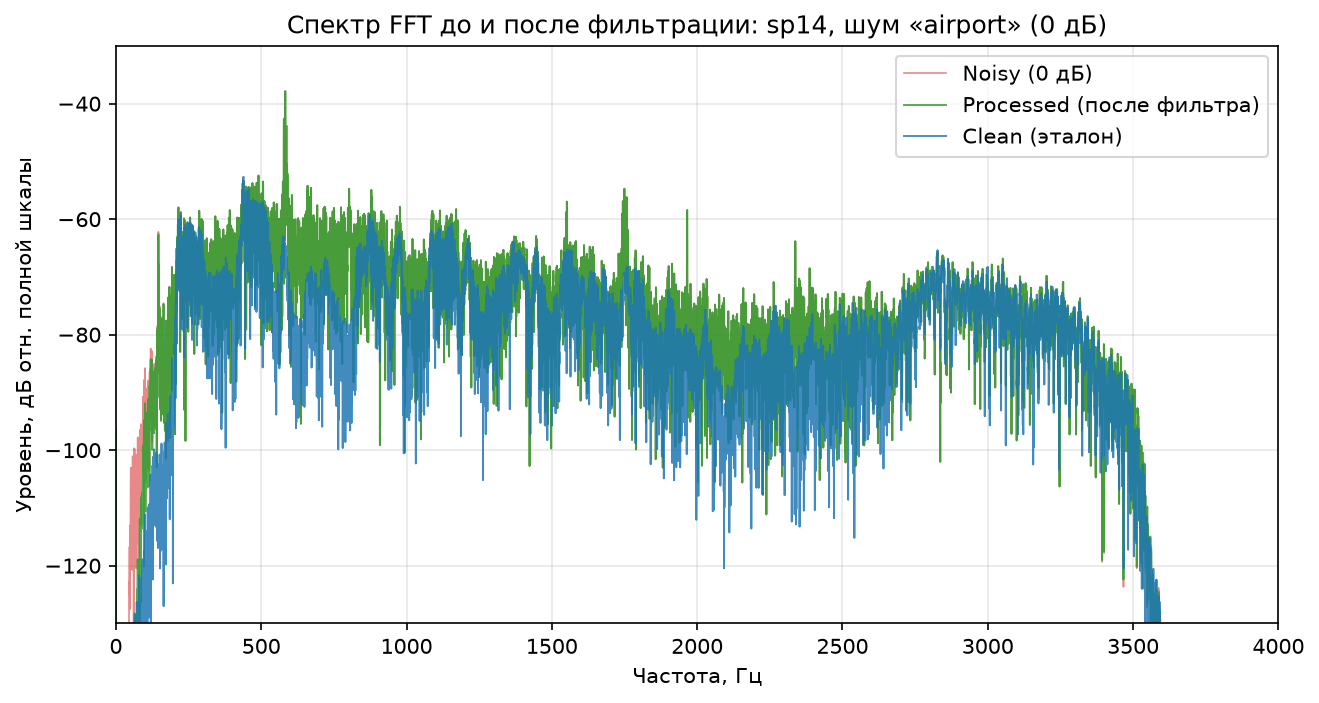 Спектр FFT до и после фильтрации: sp14, шум «airport» (0 дБ)
Noisy (0 дБ)
Processed (после фильтра)
Clean (эталон)
Уровень, дБ отн. полной шкалы
−40
−60
−80
−100
−120
0 500 1000 1500 2000 2500 3000 3500 4000
Частота, Гц